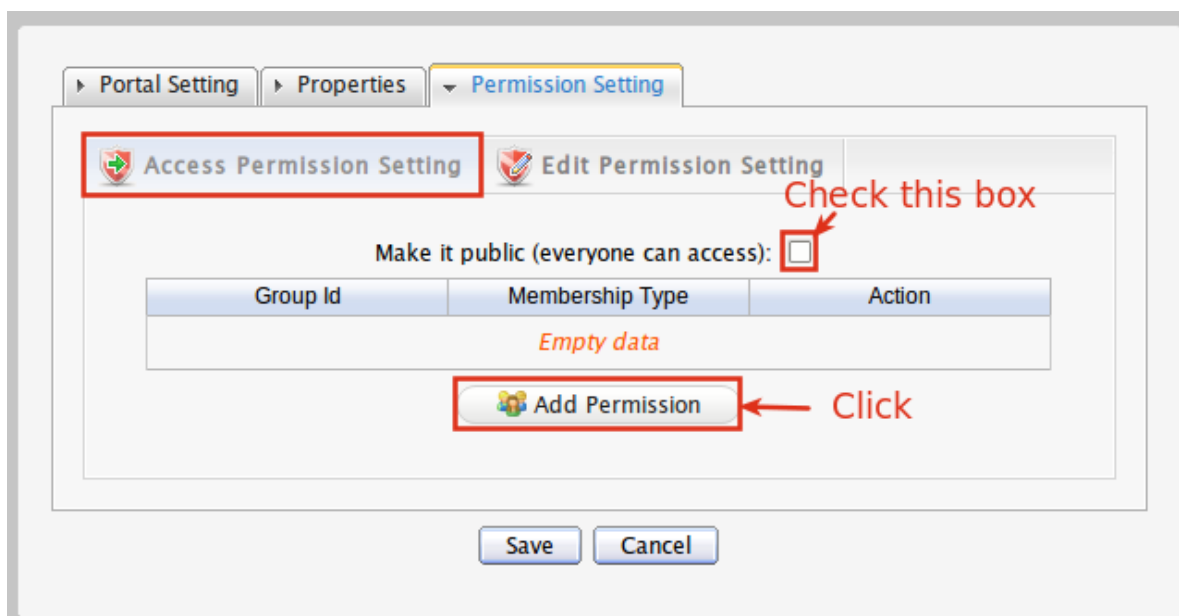 Portal Setting Properties Permission Setting
Access Permission Setting Edit Permission Setting
Check this box
Make it public (everyone can access):
Group Id Membership Type Action
Empty data
Add Permission Click
Save Cancel